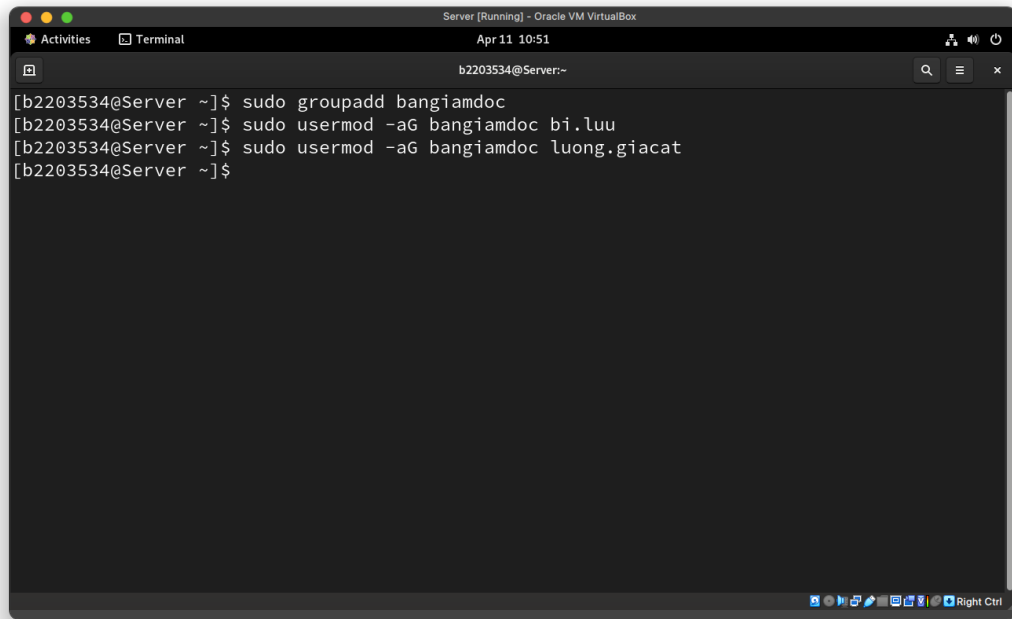 Server [Running] - Oracle VM VirtualBox
Activities Terminal Apr 11 10:51
b2203534@Server:~
[b2203534@Server ~]$ sudo groupadd bangiamdoc
[b2203534@Server ~]$ sudo usermod -aG bangiamdoc bi.luu
[b2203534@Server ~]$ sudo usermod -aG bangiamdoc luong.giacat
[b2203534@Server ~]$
Right Ctrl